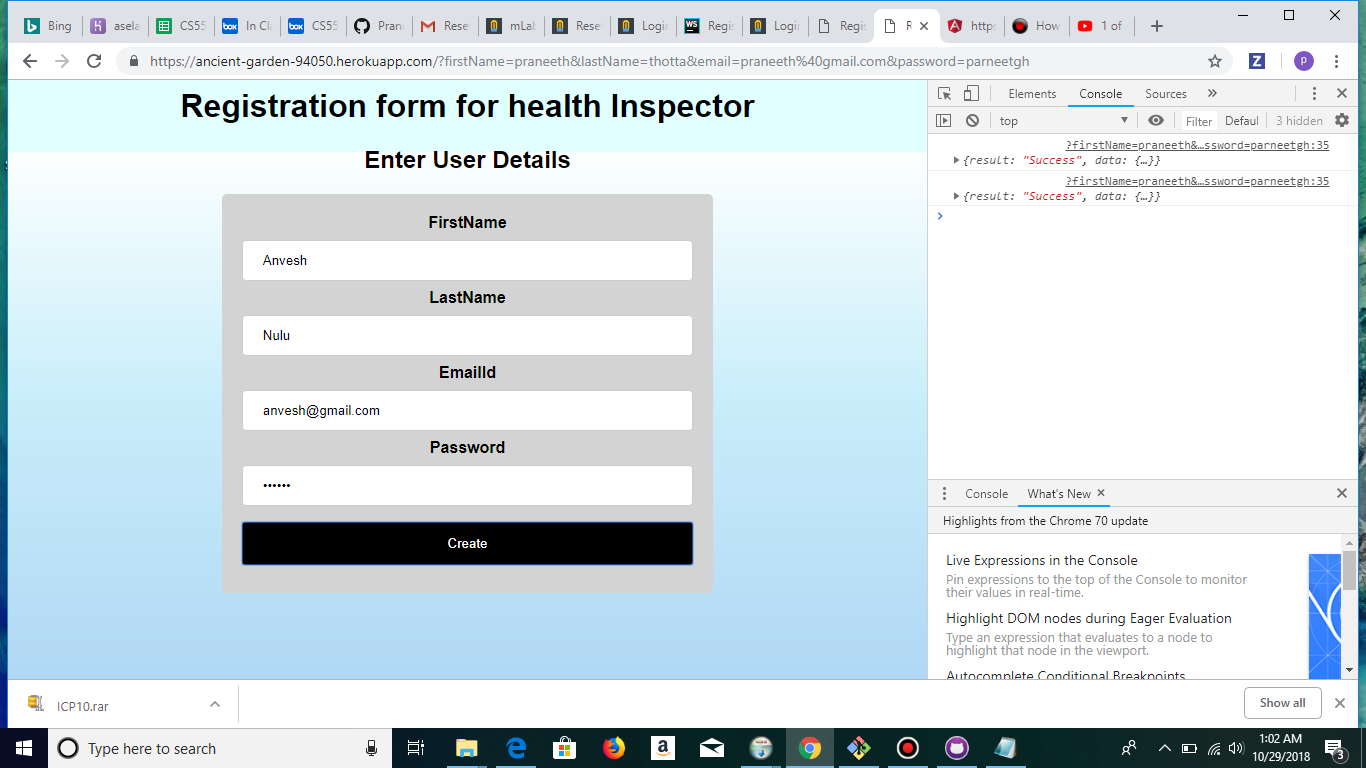 Bing
asela
CS55
In Cl
CS55
Pran
Rese
mLab
Rese
Login
Regis
Login
Regis
R
https
How
1 of
https://ancient-garden-94050.herokuapp.com/?firstName=praneeth&lastName=thotta&email=praneeth%40gmail.com&password=parneetgh
p
Registration form for health Inspector
Enter User Details
FirstName
Anvesh
LastName
Nulu
EmailId
anvesh@gmail.com
Password
••••••
Create
Elements Console Sources »
top Filter Defaul 3 hidden
?firstName=praneeth&…ssword=parneetgh:35
{result: "Success", data: {…}}
?firstName=praneeth&…ssword=parneetgh:35
{result: "Success", data: {…}}
Console What's New
Highlights from the Chrome 70 update
Live Expressions in the Console
Pin expressions to the top of the Console to monitor
their values in real-time.
Highlight DOM nodes during Eager Evaluation
Type an expression that evaluates to a node to
highlight that node in the viewport.
Autocomplete Conditional Breakpoints
ICP10.rar
Show all
Type here to search
1:02 AM
10/29/2018
3